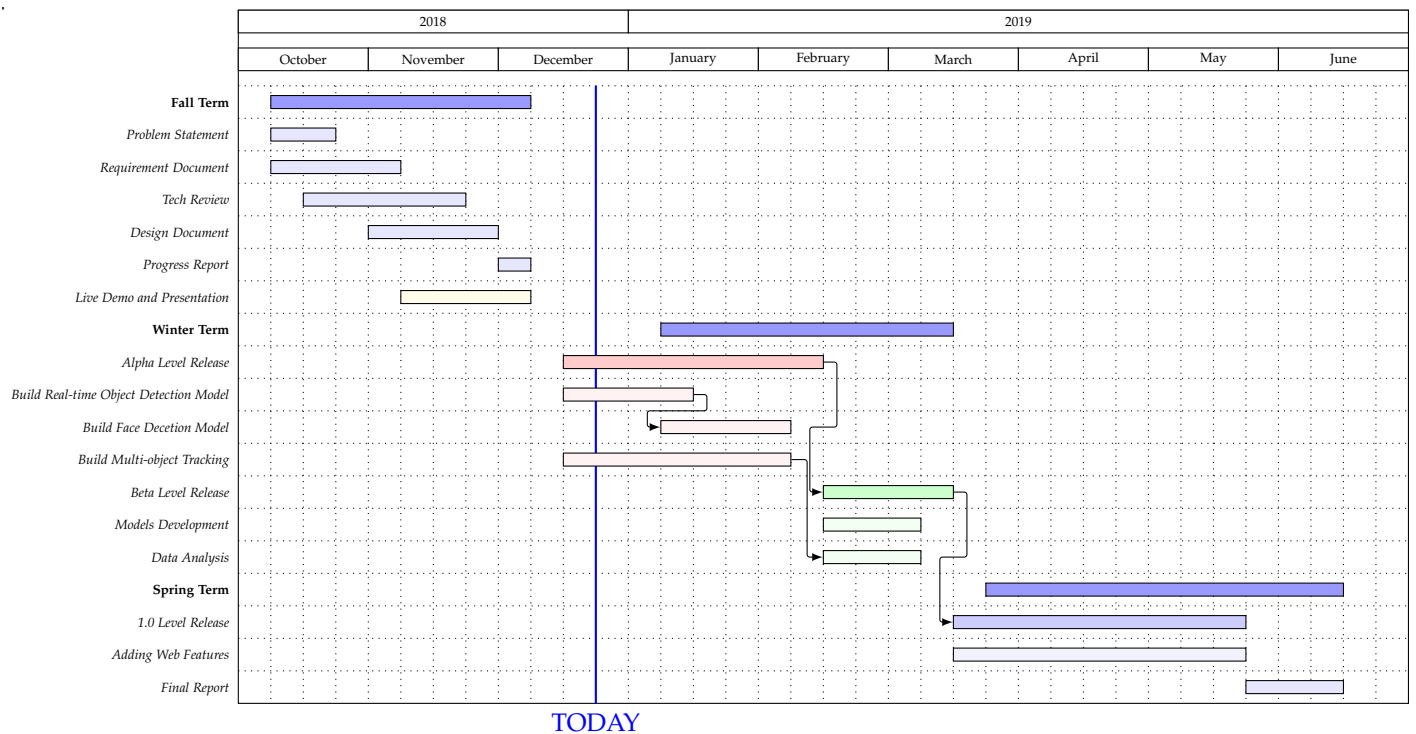 2018 2019
October November December January February March April May June
Fall Term
Problem Statement
Requirement Document
Tech Review
Design Document
Progress Report
Live Demo and Presentation
Winter Term
Alpha Level Release
Build Real-time Object Detection Model
Build Face Decetion Model
Build Multi-object Tracking
Beta Level Release
Models Development
Data Analysis
Spring Term
1.0 Level Release
Adding Web Features
Final Report
TODAY